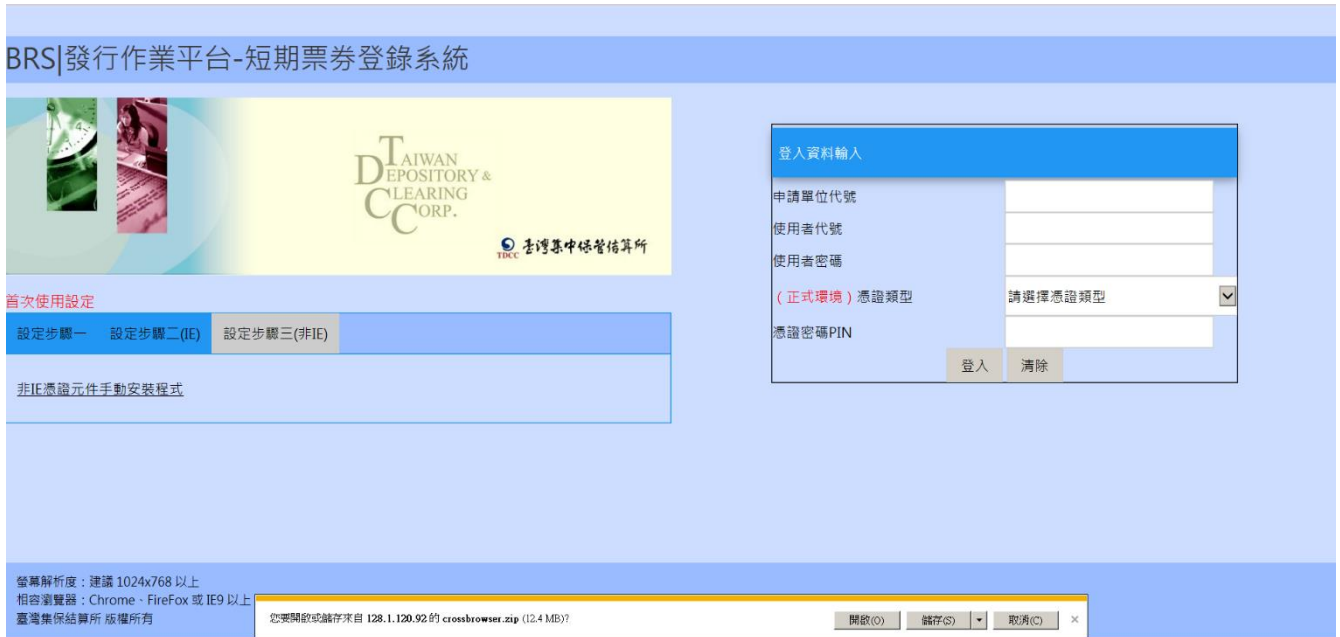 BRS|發行作業平台-短期票券登錄系統
TAIWAN
DEPOSITORY &
CLEARING
CORP.
TDCC 臺灣集中保管結算所
首次使用設定
設定步驟一 設定步驟二(IE) 設定步驟三(非IE)
非IE憑證元件手動安裝程式
登入資料輸入
申請單位代號
使用者代號
使用者密碼
(正式環境)憑證類型 請選擇憑證類型
憑證密碼PIN
登入 清除
螢幕解析度：建議 1024x768 以上
相容瀏覽器：Chrome、FireFox 或 IE9 以上
臺灣集保結算所 版權所有
您要開啟或儲存來自 128.1.120.92 的 crossbrowser.zip (12.4 MB)?
開啟(O) 儲存(S) 取消(C) ×